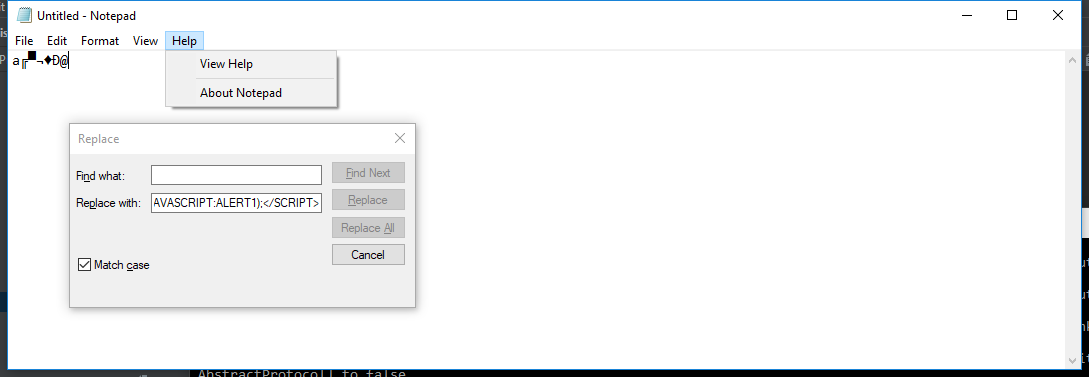 Untitled - Notepad
File Edit Format View Help
a╔▀¬♦Ð@
View Help
About Notepad
Replace
Find what:
Find Next
Replace with:
AVASCRIPT:ALERT1);</SCRIPT>
Replace
Replace All
Cancel
Match case
AbstractProtocol] to false